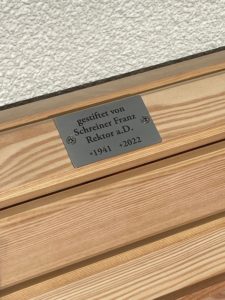 gestiftet von
Schreiner Franz
Rektor a.D.
*1941 +2022